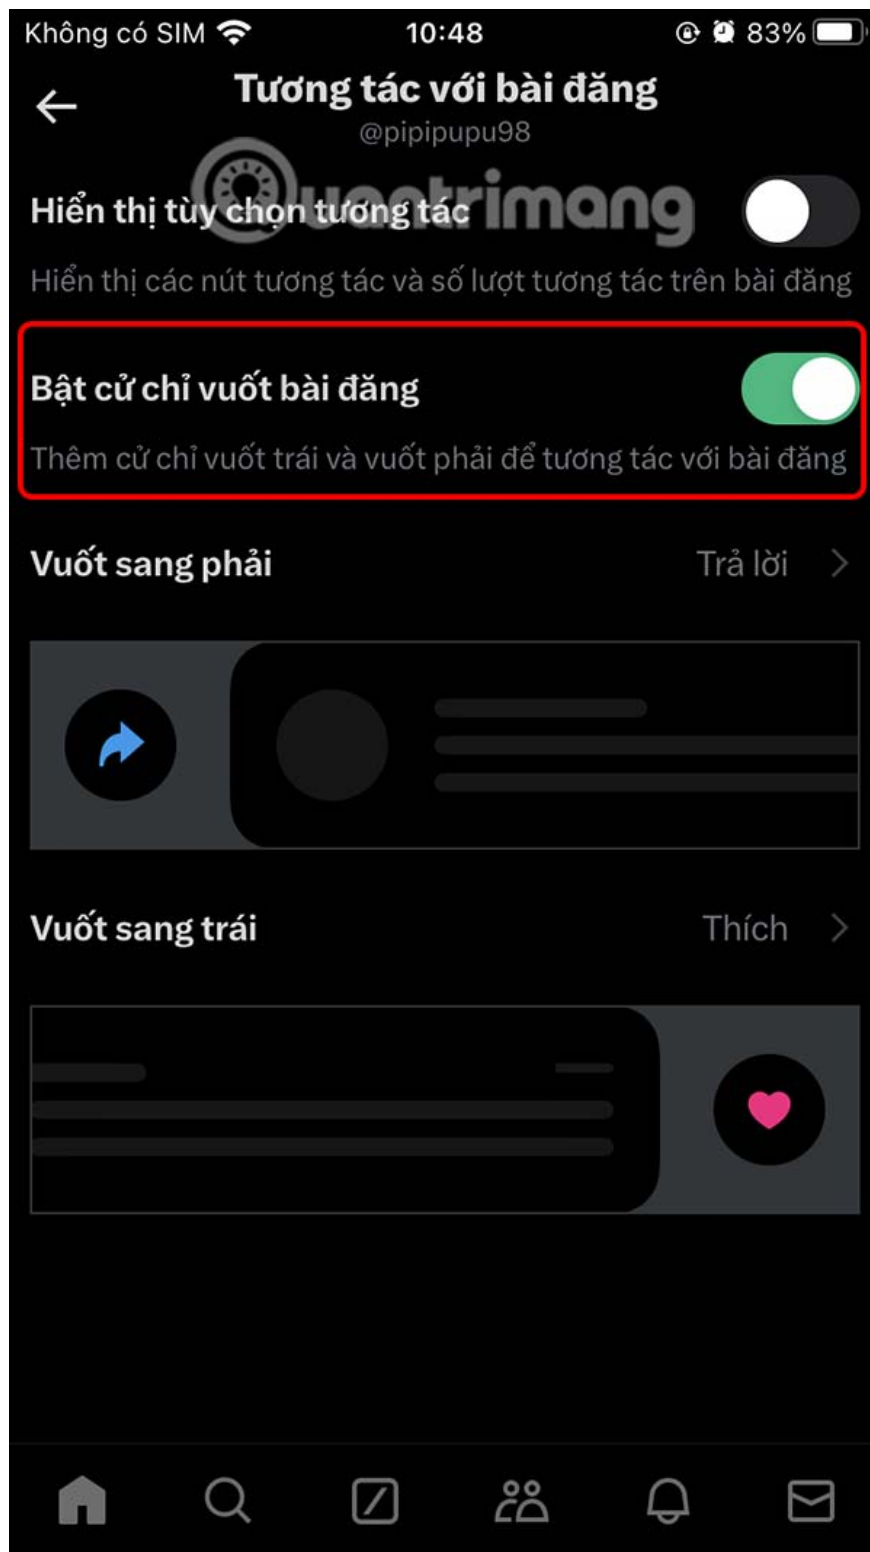 Không có SIM 10:48 83%
Tương tác với bài đăng
@pipipupu98
Quantrimang
Hiển thị tùy chọn tương tác
Hiển thị các nút tương tác và số lượt tương tác trên bài đăng
Bật cử chỉ vuốt bài đăng
Thêm cử chỉ vuốt trái và vuốt phải để tương tác với bài đăng
Vuốt sang phải Trả lời
Vuốt sang trái Thích